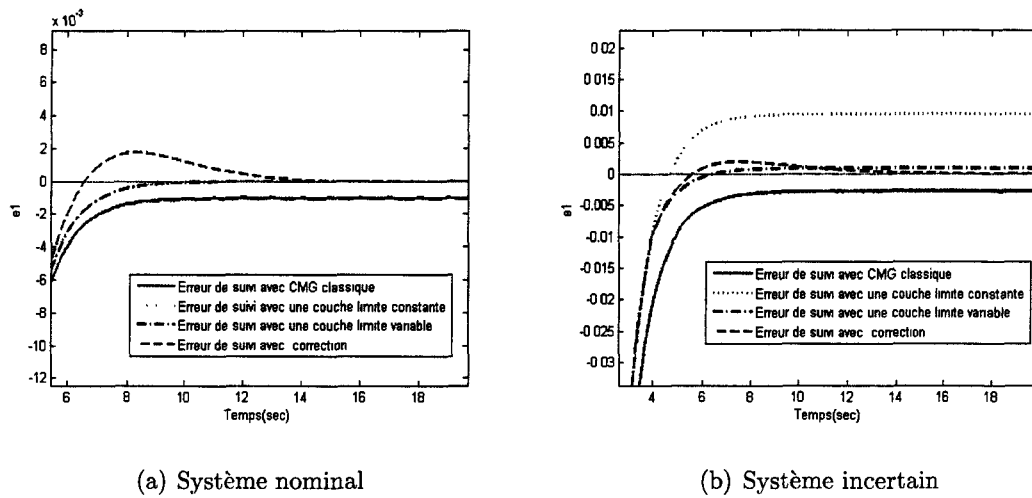 x 10⁻³
8
6
4
2
0
-2
-4
-6
-8
-10
-12
e1
6 8 10 12 14 16 18
Temps(sec)
Erreur de suivi avec CMG classique
Erreur de suivi avec une couche limite constante
Erreur de suivi avec une couche limite variable
Erreur de suivi avec correction
(a) Système nominal
0 02
0 015
0.01
0.005
0
-0.005
-0.01
-0.015
-0.02
-0.025
-0.03
e1
4 6 8 10 12 14 16 18
Temps(sec)
Erreur de suivi avec CMG classique
Erreur de suivi avec une couche limite constante
Erreur de suivi avec une couche limite variable
Erreur de suivi avec correction
(b) Système incertain